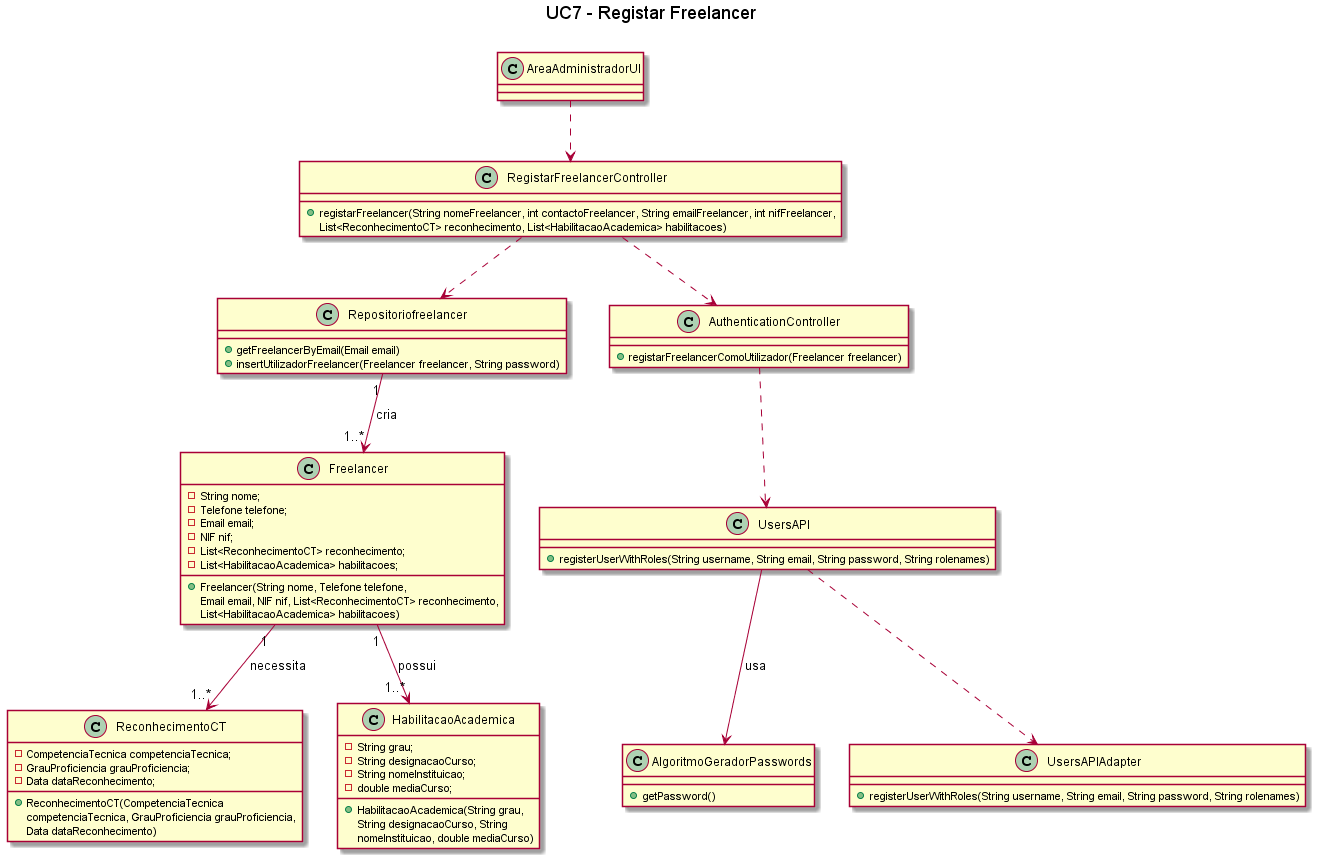 UC7 - Registar Freelancer
C AreaAdministradorUI
C RegistarFreelancerController
registarFreelancer(String nomeFreelancer, int contactoFreelancer, String emailFreelancer, int nifFreelancer,
List<ReconhecimentoCT> reconhecimento, List<HabilitacaoAcademica> habilitacoes)
C Repositoriofreelancer
getFreelancerByEmail(Email email)
insertUtilizadorFreelancer(Freelancer freelancer, String password)
C AuthenticationController
registarFreelancerComoUtilizador(Freelancer freelancer)
1
cria
1..*
C Freelancer
String nome;
Telefone telefone;
Email email;
NIF nif;
List<ReconhecimentoCT> reconhecimento;
List<HabilitacaoAcademica> habilitacoes;
Freelancer(String nome, Telefone telefone,
Email email, NIF nif, List<ReconhecimentoCT> reconhecimento,
List<HabilitacaoAcademica> habilitacoes)
C UsersAPI
registerUserWithRoles(String username, String email, String password, String rolenames)
1
necessita
1..*
1
possui
1..*
usa
C ReconhecimentoCT
CompetenciaTecnica competenciaTecnica;
GrauProficiencia grauProficiencia;
Data dataReconhecimento;
ReconhecimentoCT(CompetenciaTecnica
competenciaTecnica, GrauProficiencia grauProficiencia,
Data dataReconhecimento)
C HabilitacaoAcademica
String grau;
String designacaoCurso;
String nomeInstituicao;
double mediaCurso;
HabilitacaoAcademica(String grau,
String designacaoCurso, String
nomeInstituicao, double mediaCurso)
C AlgoritmoGeradorPasswords
getPassword()
C UsersAPIAdapter
registerUserWithRoles(String username, String email, String password, String rolenames)